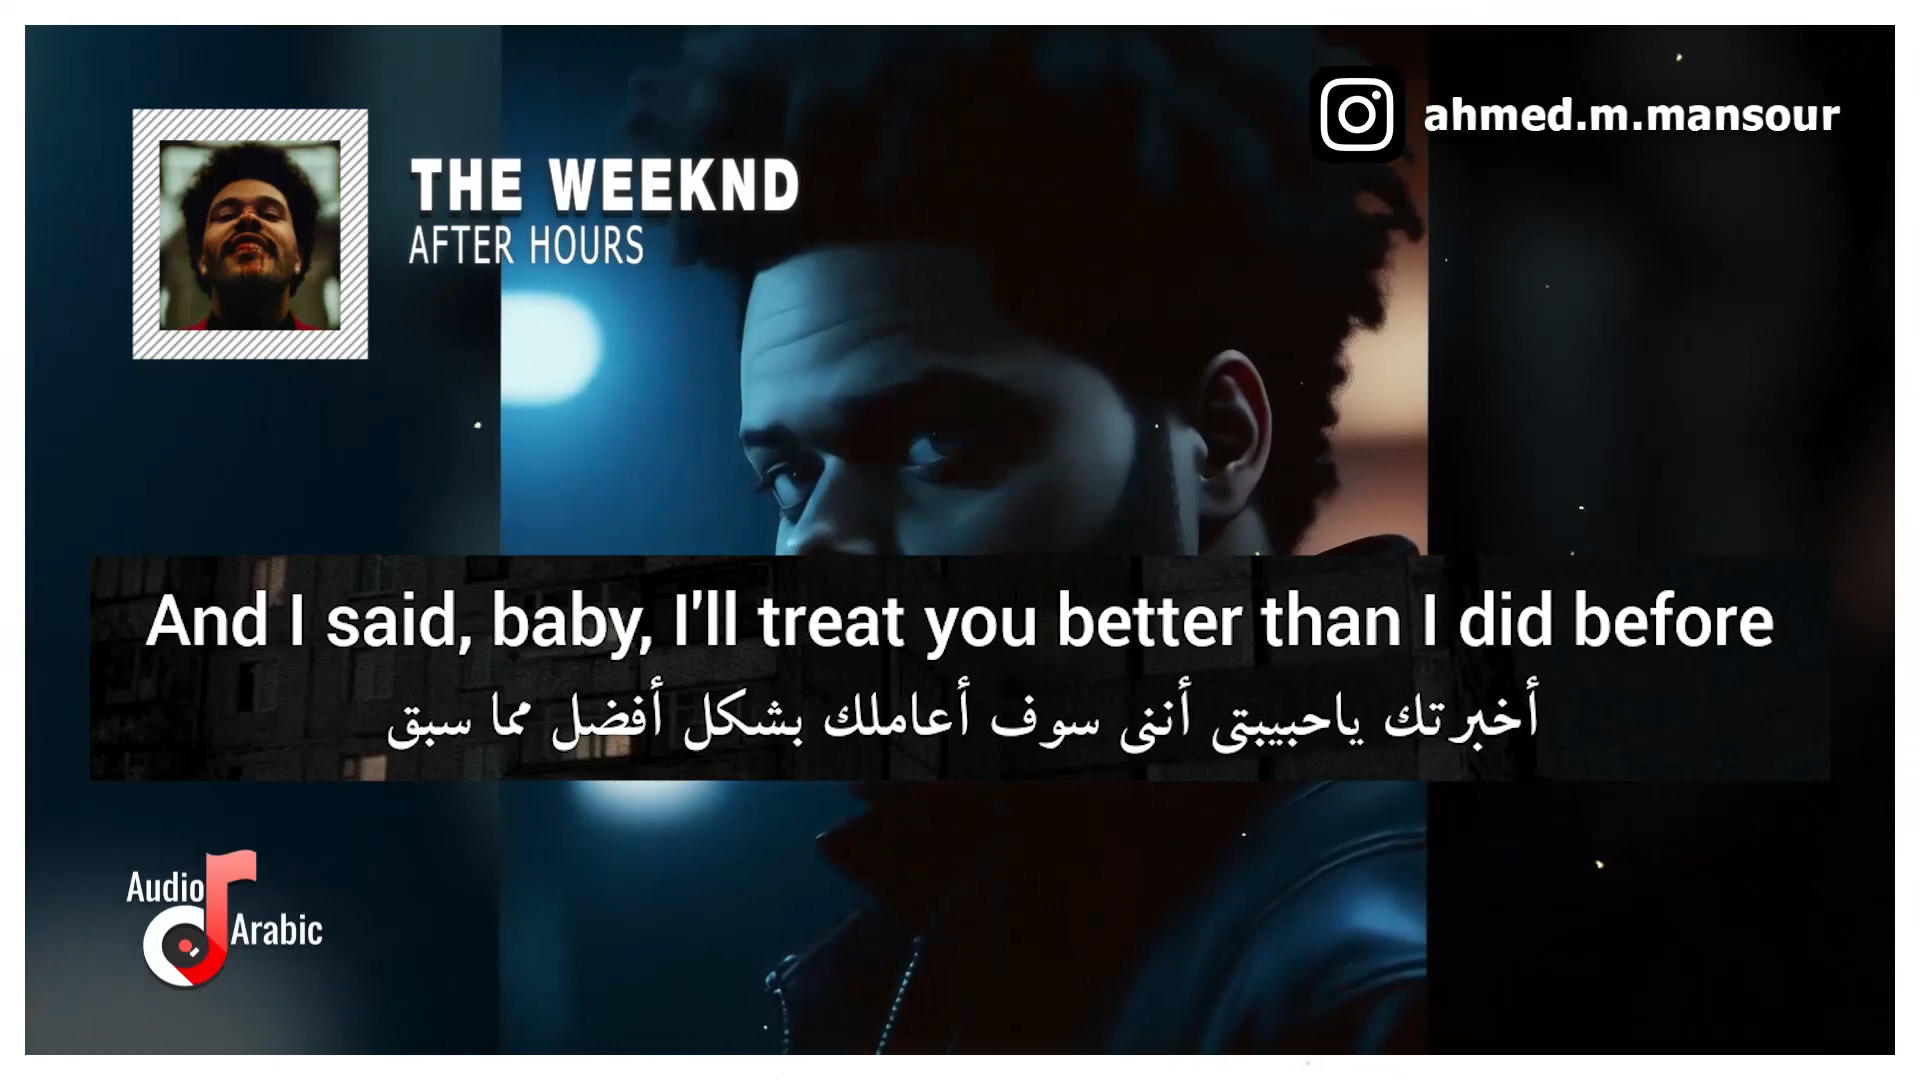 THE WEEKND
AFTER HOURS
ahmed.m.mansour
And I said, baby, I'll treat you better than I did before
أخبرتك ياحبيبتى أننى سوف أعاملك بشكل أفضل مما سبق
Audio
Arabic